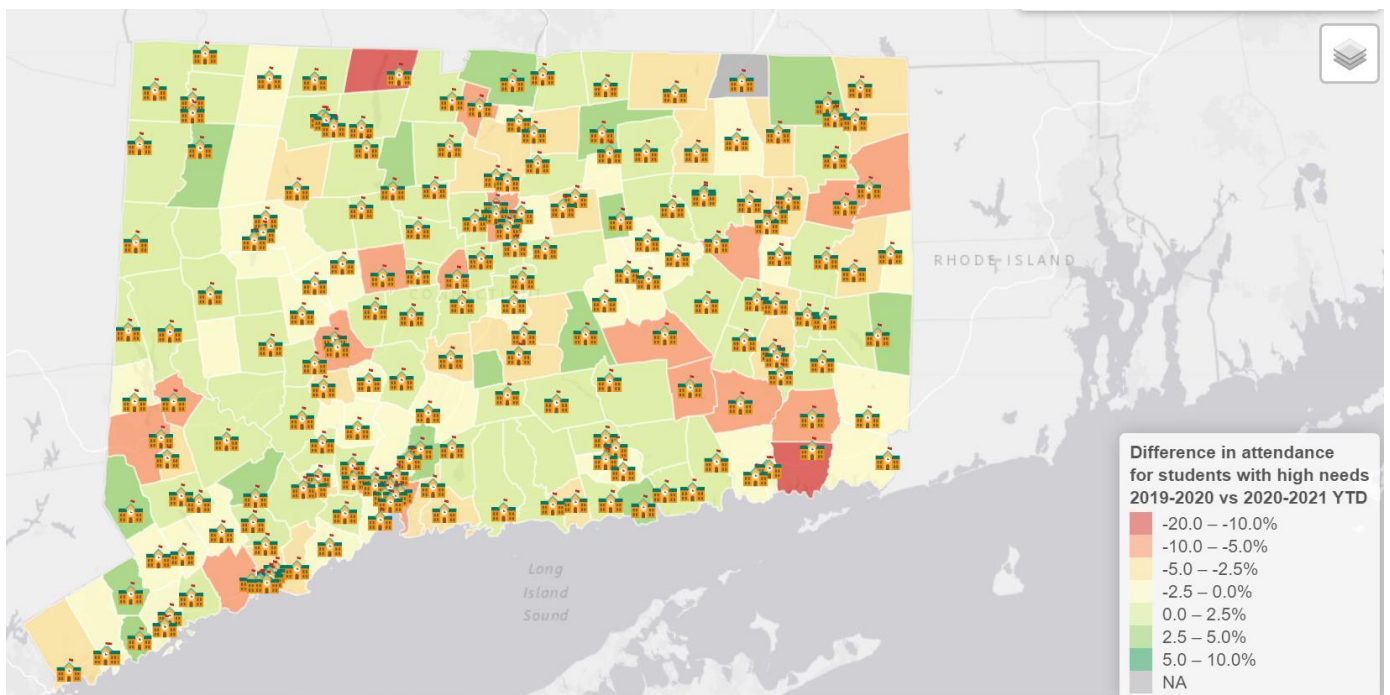 RHODE ISLAND
Long
Island
Sound
Difference in attendance
for students with high needs
2019-2020 vs 2020-2021 YTD
-20.0 – -10.0%
-10.0 – -5.0%
-5.0 – -2.5%
-2.5 – 0.0%
0.0 – 2.5%
2.5 – 5.0%
5.0 – 10.0%
NA